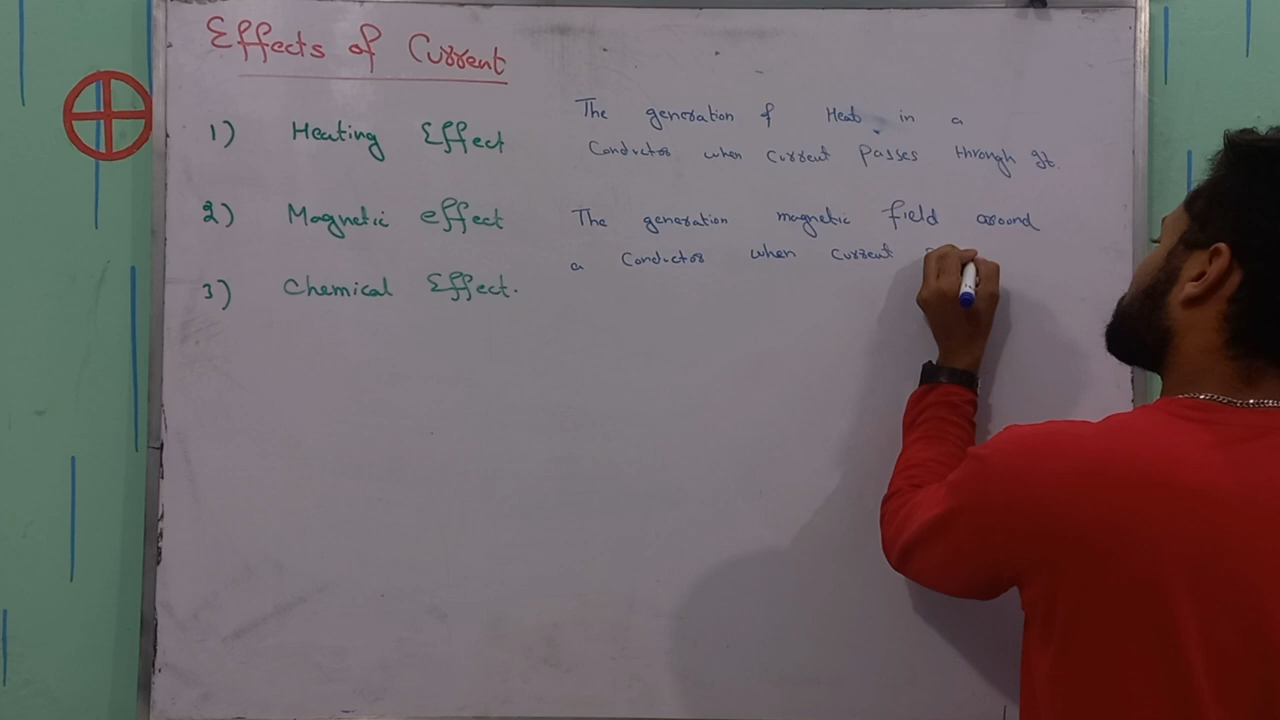 Effects of Current
1) Heating Effect
The generation of Heat in a
Conductor when current passes through It.
2) Magnetic effect
The generation magnetic field around
a Conductor when current
3) Chemical Effect.